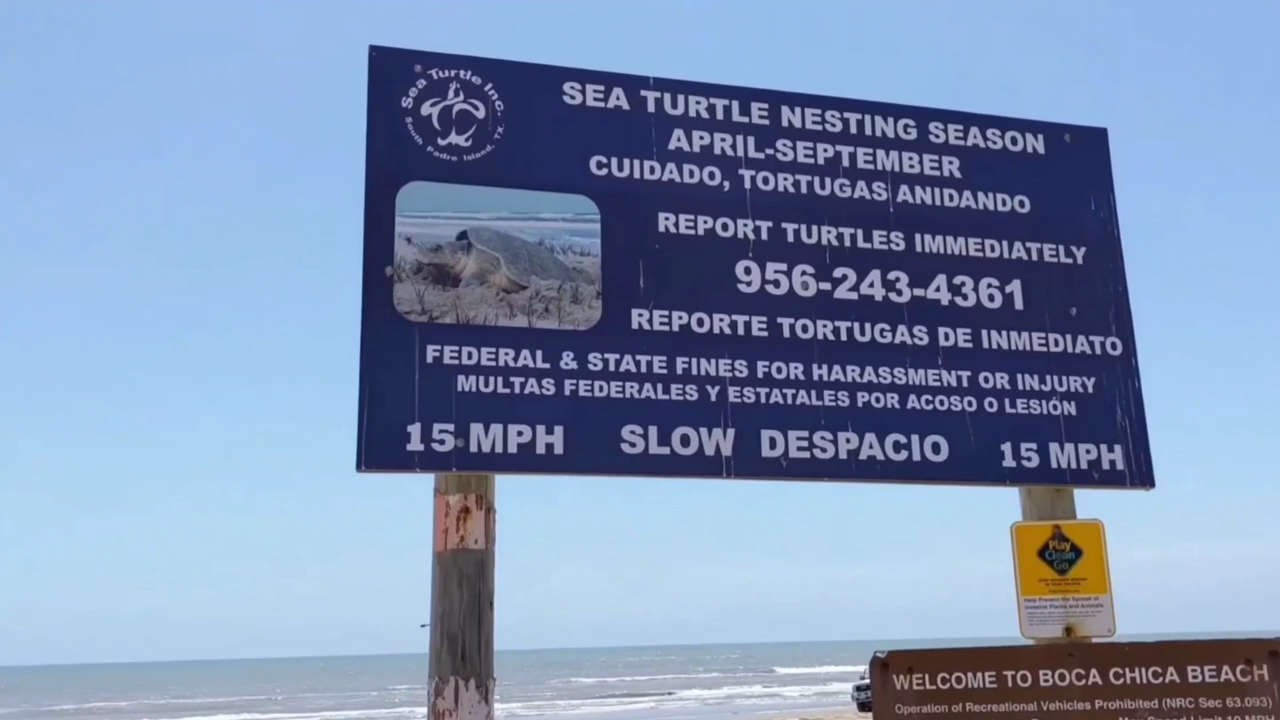 Sea Turtle Inc.
South Padre Island, TX.
SEA TURTLE NESTING SEASON
APRIL-SEPTEMBER
CUIDADO, TORTUGAS ANIDANDO
REPORT TURTLES IMMEDIATELY
956-243-4361
REPORTE TORTUGAS DE INMEDIATO
FEDERAL & STATE FINES FOR HARASSMENT OR INJURY
MULTAS FEDERALES Y ESTATALES POR ACOSO O LESIÓN
15 MPH SLOW DESPACIO 15 MPH
Play
Clean
Go
Help Prevent the Spread of
Invasive Plants and Animals
WELCOME TO BOCA CHICA BEACH
Operation of Recreational Vehicles Prohibited (NRC Sec 63.093)